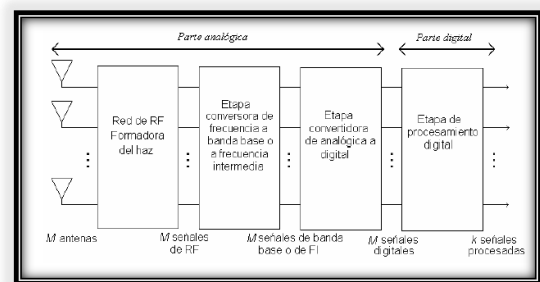 Parte analógica
Parte digital
Red de RF
Formadora
del haz
Etapa
conversora de
frecuencia a
banda base o
a frecuencia
intermedia
Etapa
convertidora
de analógica a
digital
Etapa de
procesamiento
digital
M antenas
M señales
de RF
M señales de banda
base o de FI
M señales
digitales
k señales
procesadas